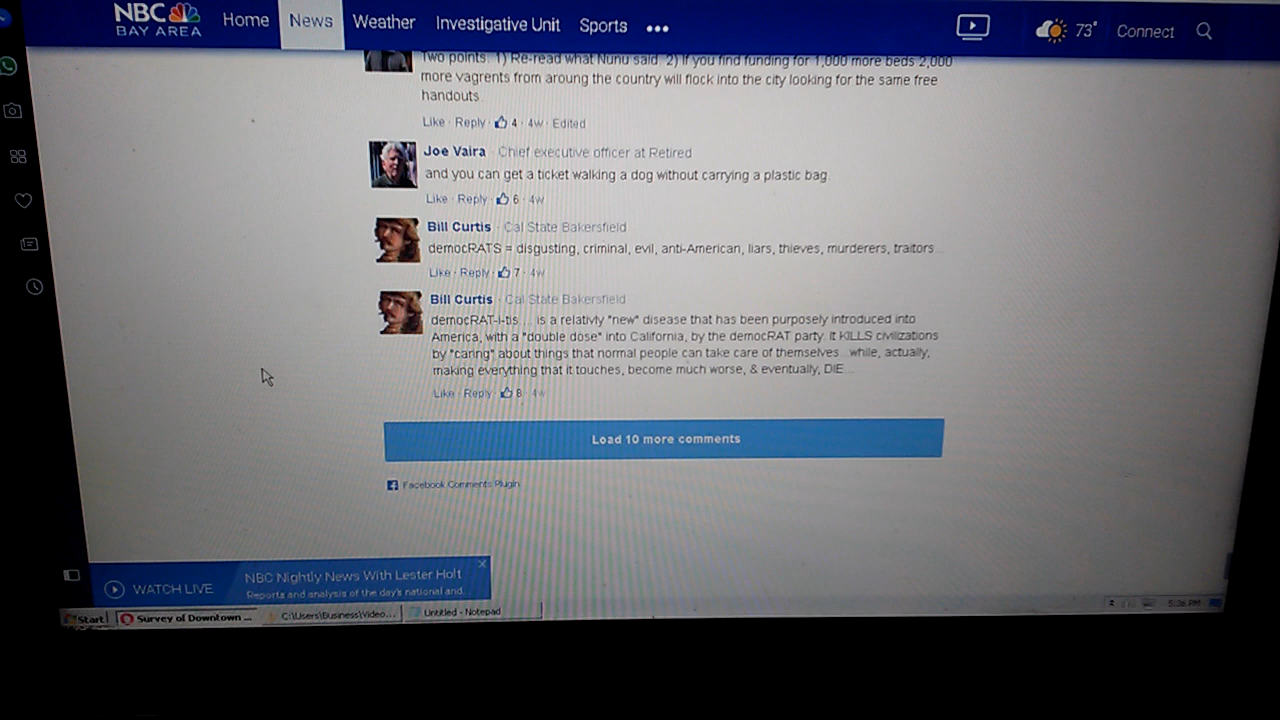 NBC
BAY AREA
Home News Weather Investigative Unit Sports ••• 73° Connect
Two points. 1) Re-read what Nunu said. 2) If you find funding for 1,000 more beds 2,000
more vagrents from aroung the country will flock into the city looking for the same free
handouts.
Like · Reply · 4 · 4w · Edited
Joe Vaira · Chief executive officer at Retired
and you can get a ticket walking a dog without carrying a plastic bag.
Like · Reply · 6 · 4w
Bill Curtis · Cal State Bakersfield
democRATS = disgusting, criminal, evil, anti-American, liars, thieves, murderers, traitors...
Like · Reply · 7 · 4w
Bill Curtis · Cal State Bakersfield
democRAT-i-tis ... is a relativly "new" disease that has been purposely introduced into
America, with a "double dose" into California, by the democRAT party. It KILLS civilizations
by "caring" about things that normal people can take care of themselves...while, actually,
making everything that it touches, become much worse, & eventually, DIE...
Like · Reply · 8 · 4w
Load 10 more comments
Facebook Comments Plugin
WATCH LIVE
NBC Nightly News With Lester Holt
Reports and analysis of the day's national and...
Start Survey of Downtown ... C:\Users\Business\Video... Untitled - Notepad 5:36 PM